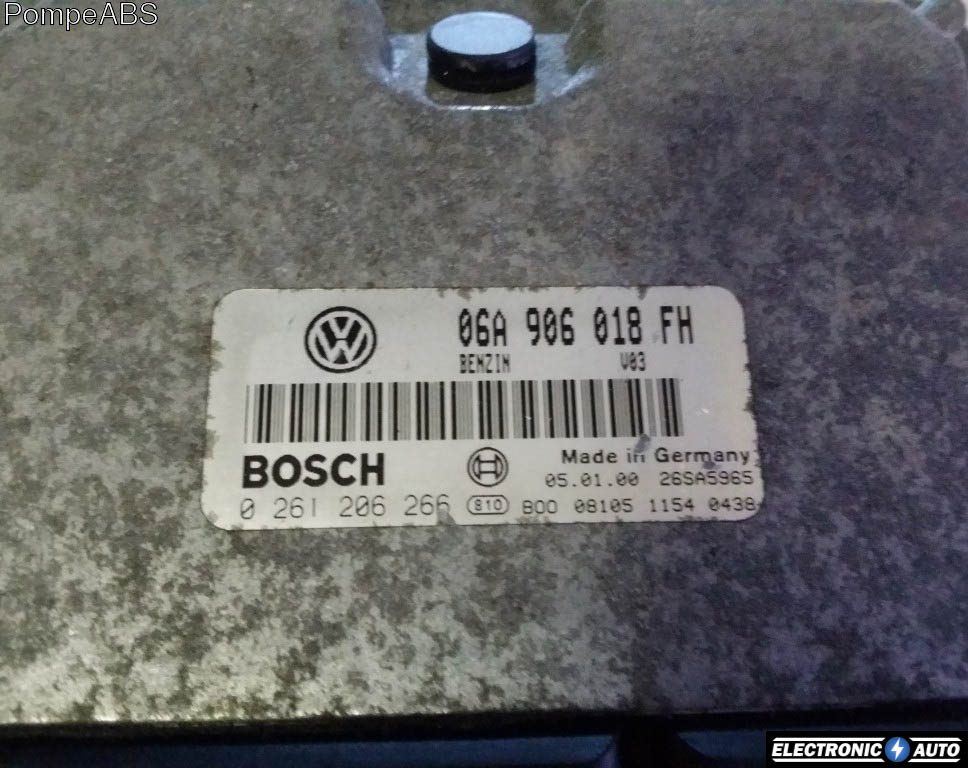 PompeABS
06A 906 018 FH
BENZIN V03
BOSCH
Made in Germany
05.01.00 26SA5965
0 261 206 266 810 B00 08105 1154 0438
ELECTRONIC AUTO